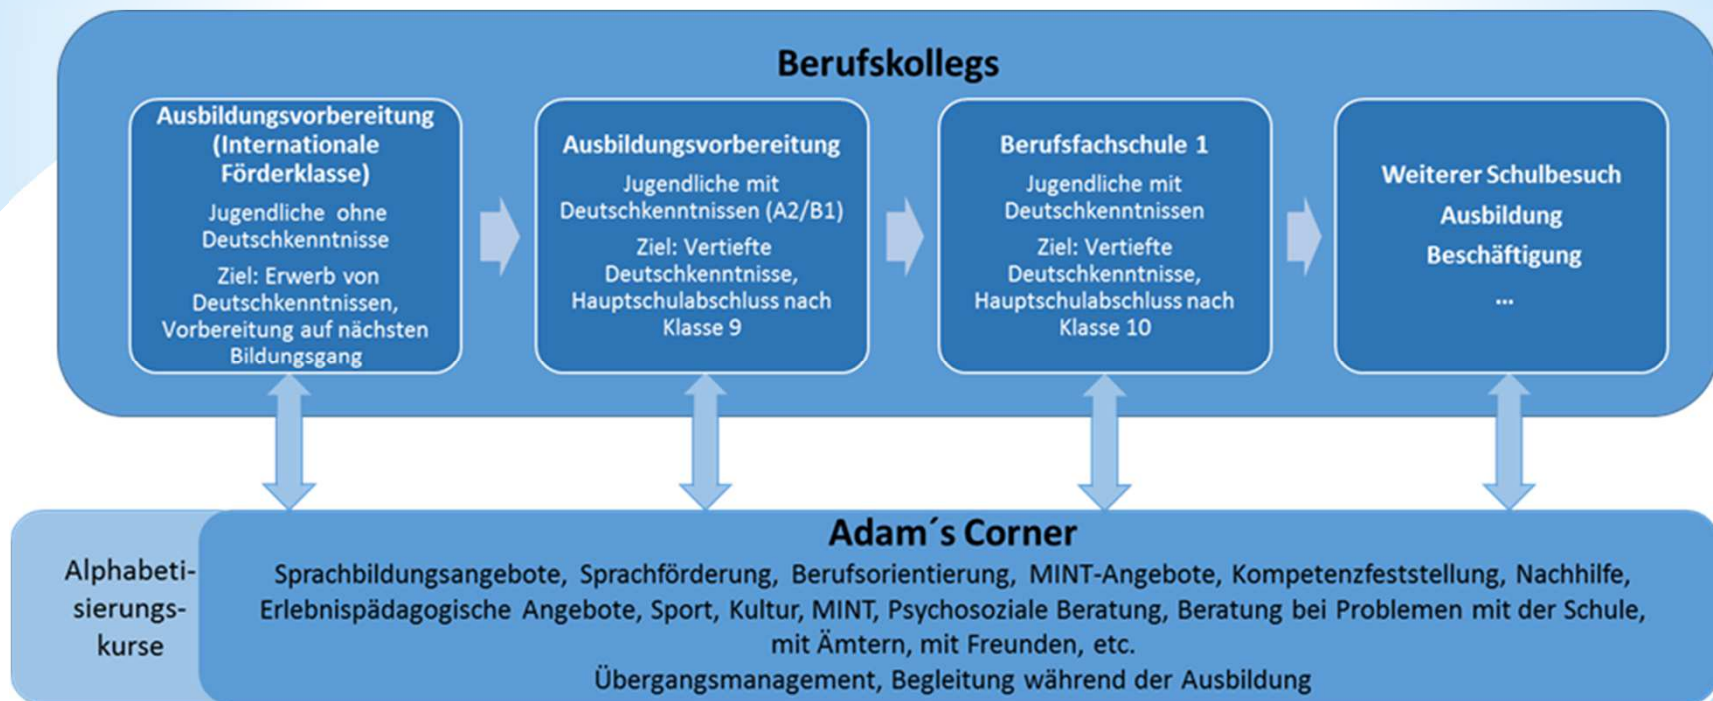 Berufskollegs
Ausbildungsvorbereitung
(Internationale
Förderklasse)
Jugendliche ohne
Deutschkenntnisse
Ziel: Erwerb von
Deutschkenntnissen,
Vorbereitung auf nächsten
Bildungsgang
Ausbildungsvorbereitung
Jugendliche mit
Deutschkenntnissen (A2/B1)
Ziel: Vertiefte
Deutschkenntnisse,
Hauptschulabschluss nach
Klasse 9
Berufsfachschule 1
Jugendliche mit
Deutschkenntnissen
Ziel: Vertiefte
Deutschkenntnisse,
Hauptschulabschluss nach
Klasse 10
Weiterer Schulbesuch
Ausbildung
Beschäftigung
...
Alphabeti-
sierungs-
kurse
Adam´s Corner
Sprachbildungsangebote, Sprachförderung, Berufsorientierung, MINT-Angebote, Kompetenzfeststellung, Nachhilfe,
Erlebnispädagogische Angebote, Sport, Kultur, MINT, Psychosoziale Beratung, Beratung bei Problemen mit der Schule,
mit Ämtern, mit Freunden, etc.
Übergangsmanagement, Begleitung während der Ausbildung